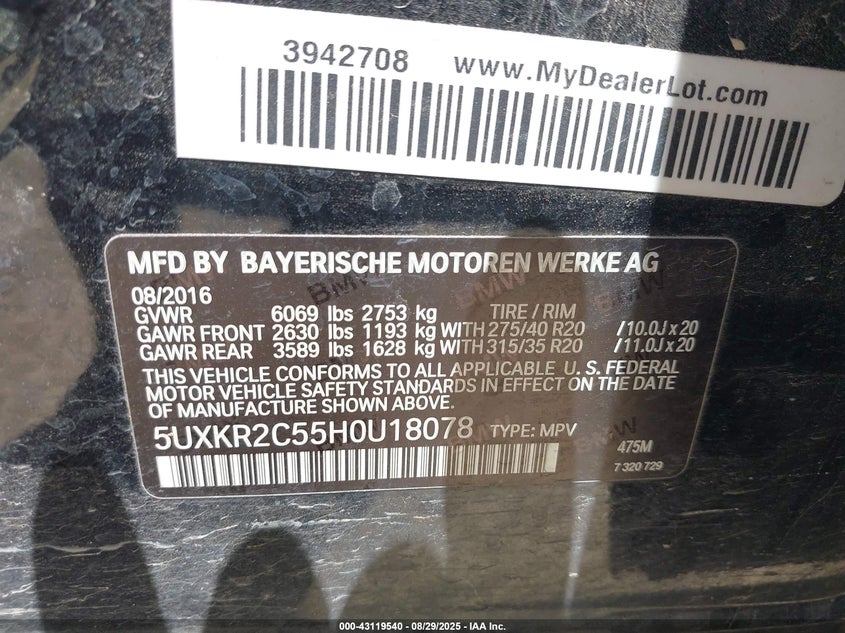 3942708 www.MyDealerLot.com
MFD BY BAYERISCHE MOTOREN WERKE AG
08/2016
GVWR 6069 lbs 2753 kg TIRE / RIM
GAWR FRONT 2630 lbs 1193 kg WITH 275/40 R20 /10.0J x 20
GAWR REAR 3589 lbs 1628 kg WITH 315/35 R20 /11.0J x 20
THIS VEHICLE CONFORMS TO ALL APPLICABLE U. S. FEDERAL
MOTOR VEHICLE SAFETY STANDARDS IN EFFECT ON THE DATE
OF MANUFACTURE SHOWN ABOVE.
5UXKR2C55H0U18078 TYPE: MPV 475M
7 320 729
000-43119540 - 08/29/2025 - IAA Inc.